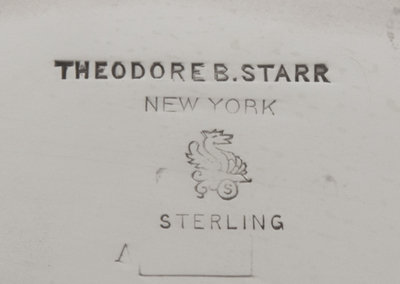 THEODORE B. STARR
NEW YORK
S
STERLING
A